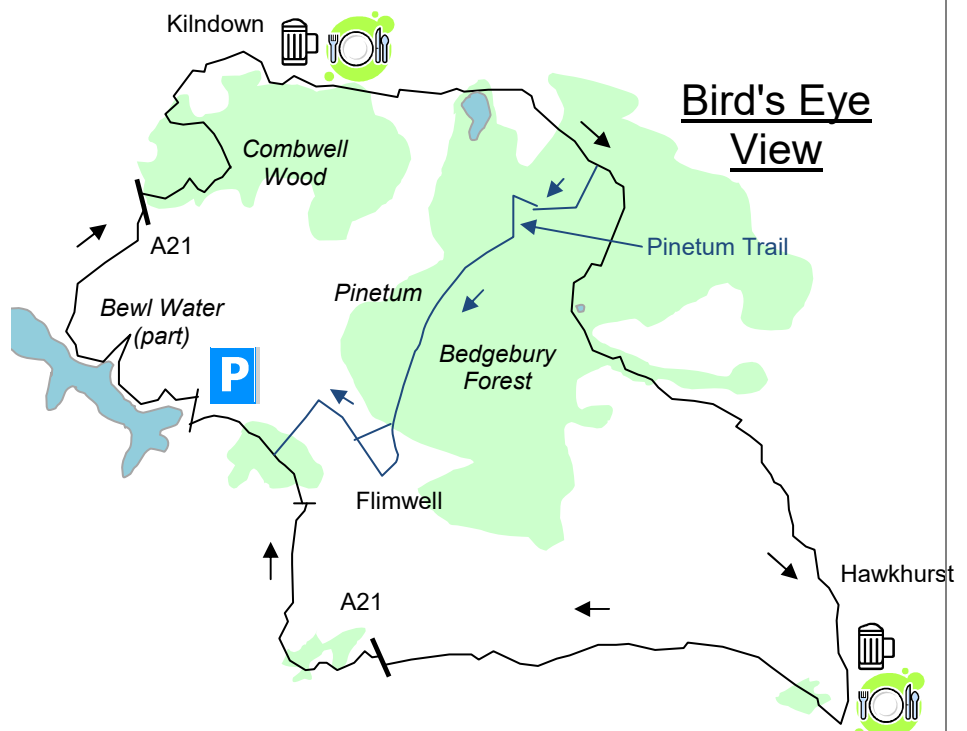 Kilndown
Bird's Eye
View
Combwell
Wood
A21
Pinetum Trail
Pinetum
Bewl Water
(part)
P
Bedgebury
Forest
Flimwell
Hawkhurst
A21